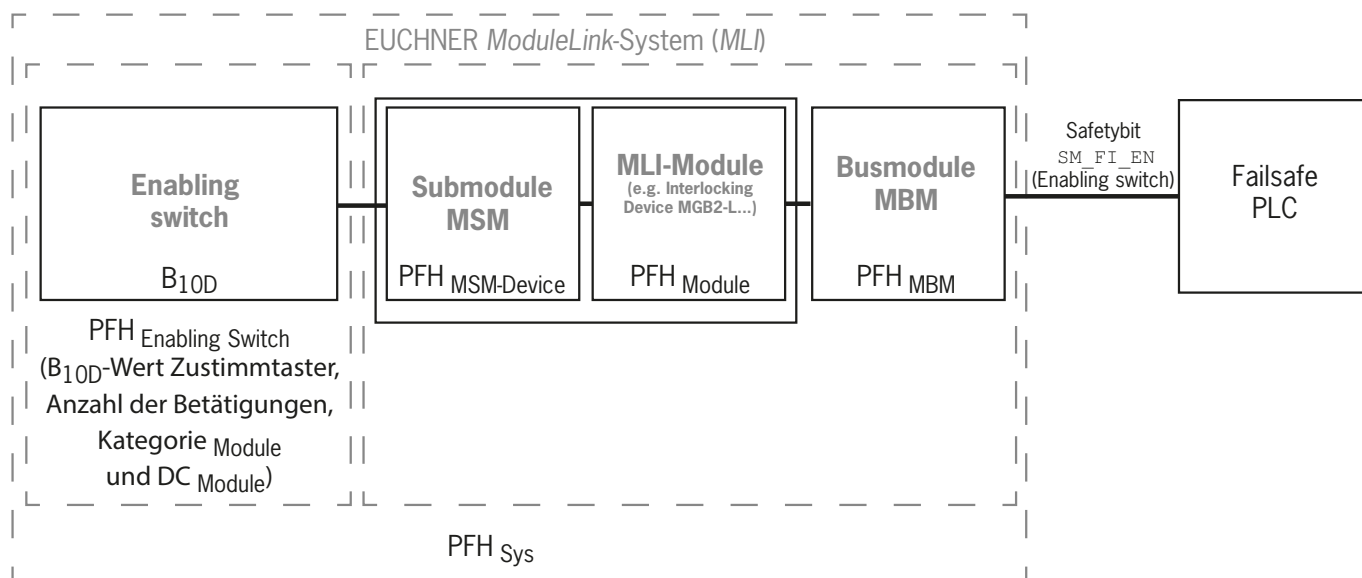 EUCHNER ModuleLink-System (MLI)
Enabling
switch
B10D
PFH Enabling Switch
(B10D-Wert Zustimmtaster,
Anzahl der Betätigungen,
Kategorie Module
und DC Module)
Submodule
MSM
PFH MSM-Device
MLI-Module
(e.g. Interlocking
Device MGB2-L...)
PFH Module
Busmodule
MBM
PFH MBM
Safetybit
SM_FI_EN
(Enabling switch)
Failsafe
PLC
PFH Sys